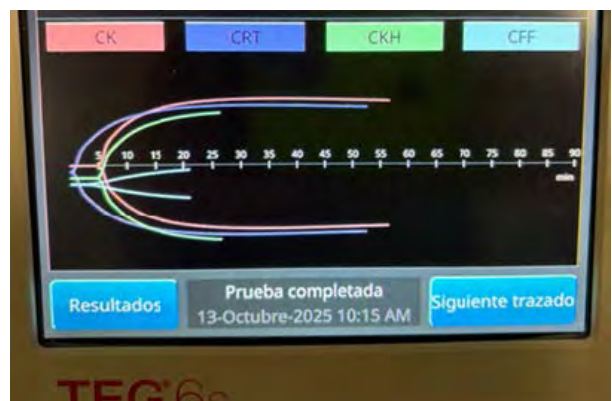 CK CRT CKH CFF
5 10 15 20 25 30 35 40 45 50 55 60 65 70 75 80 85 90
min
Resultados
Prueba completada
13-Octubre-2025 10:15 AM
Siguiente trazado
TEG 6s